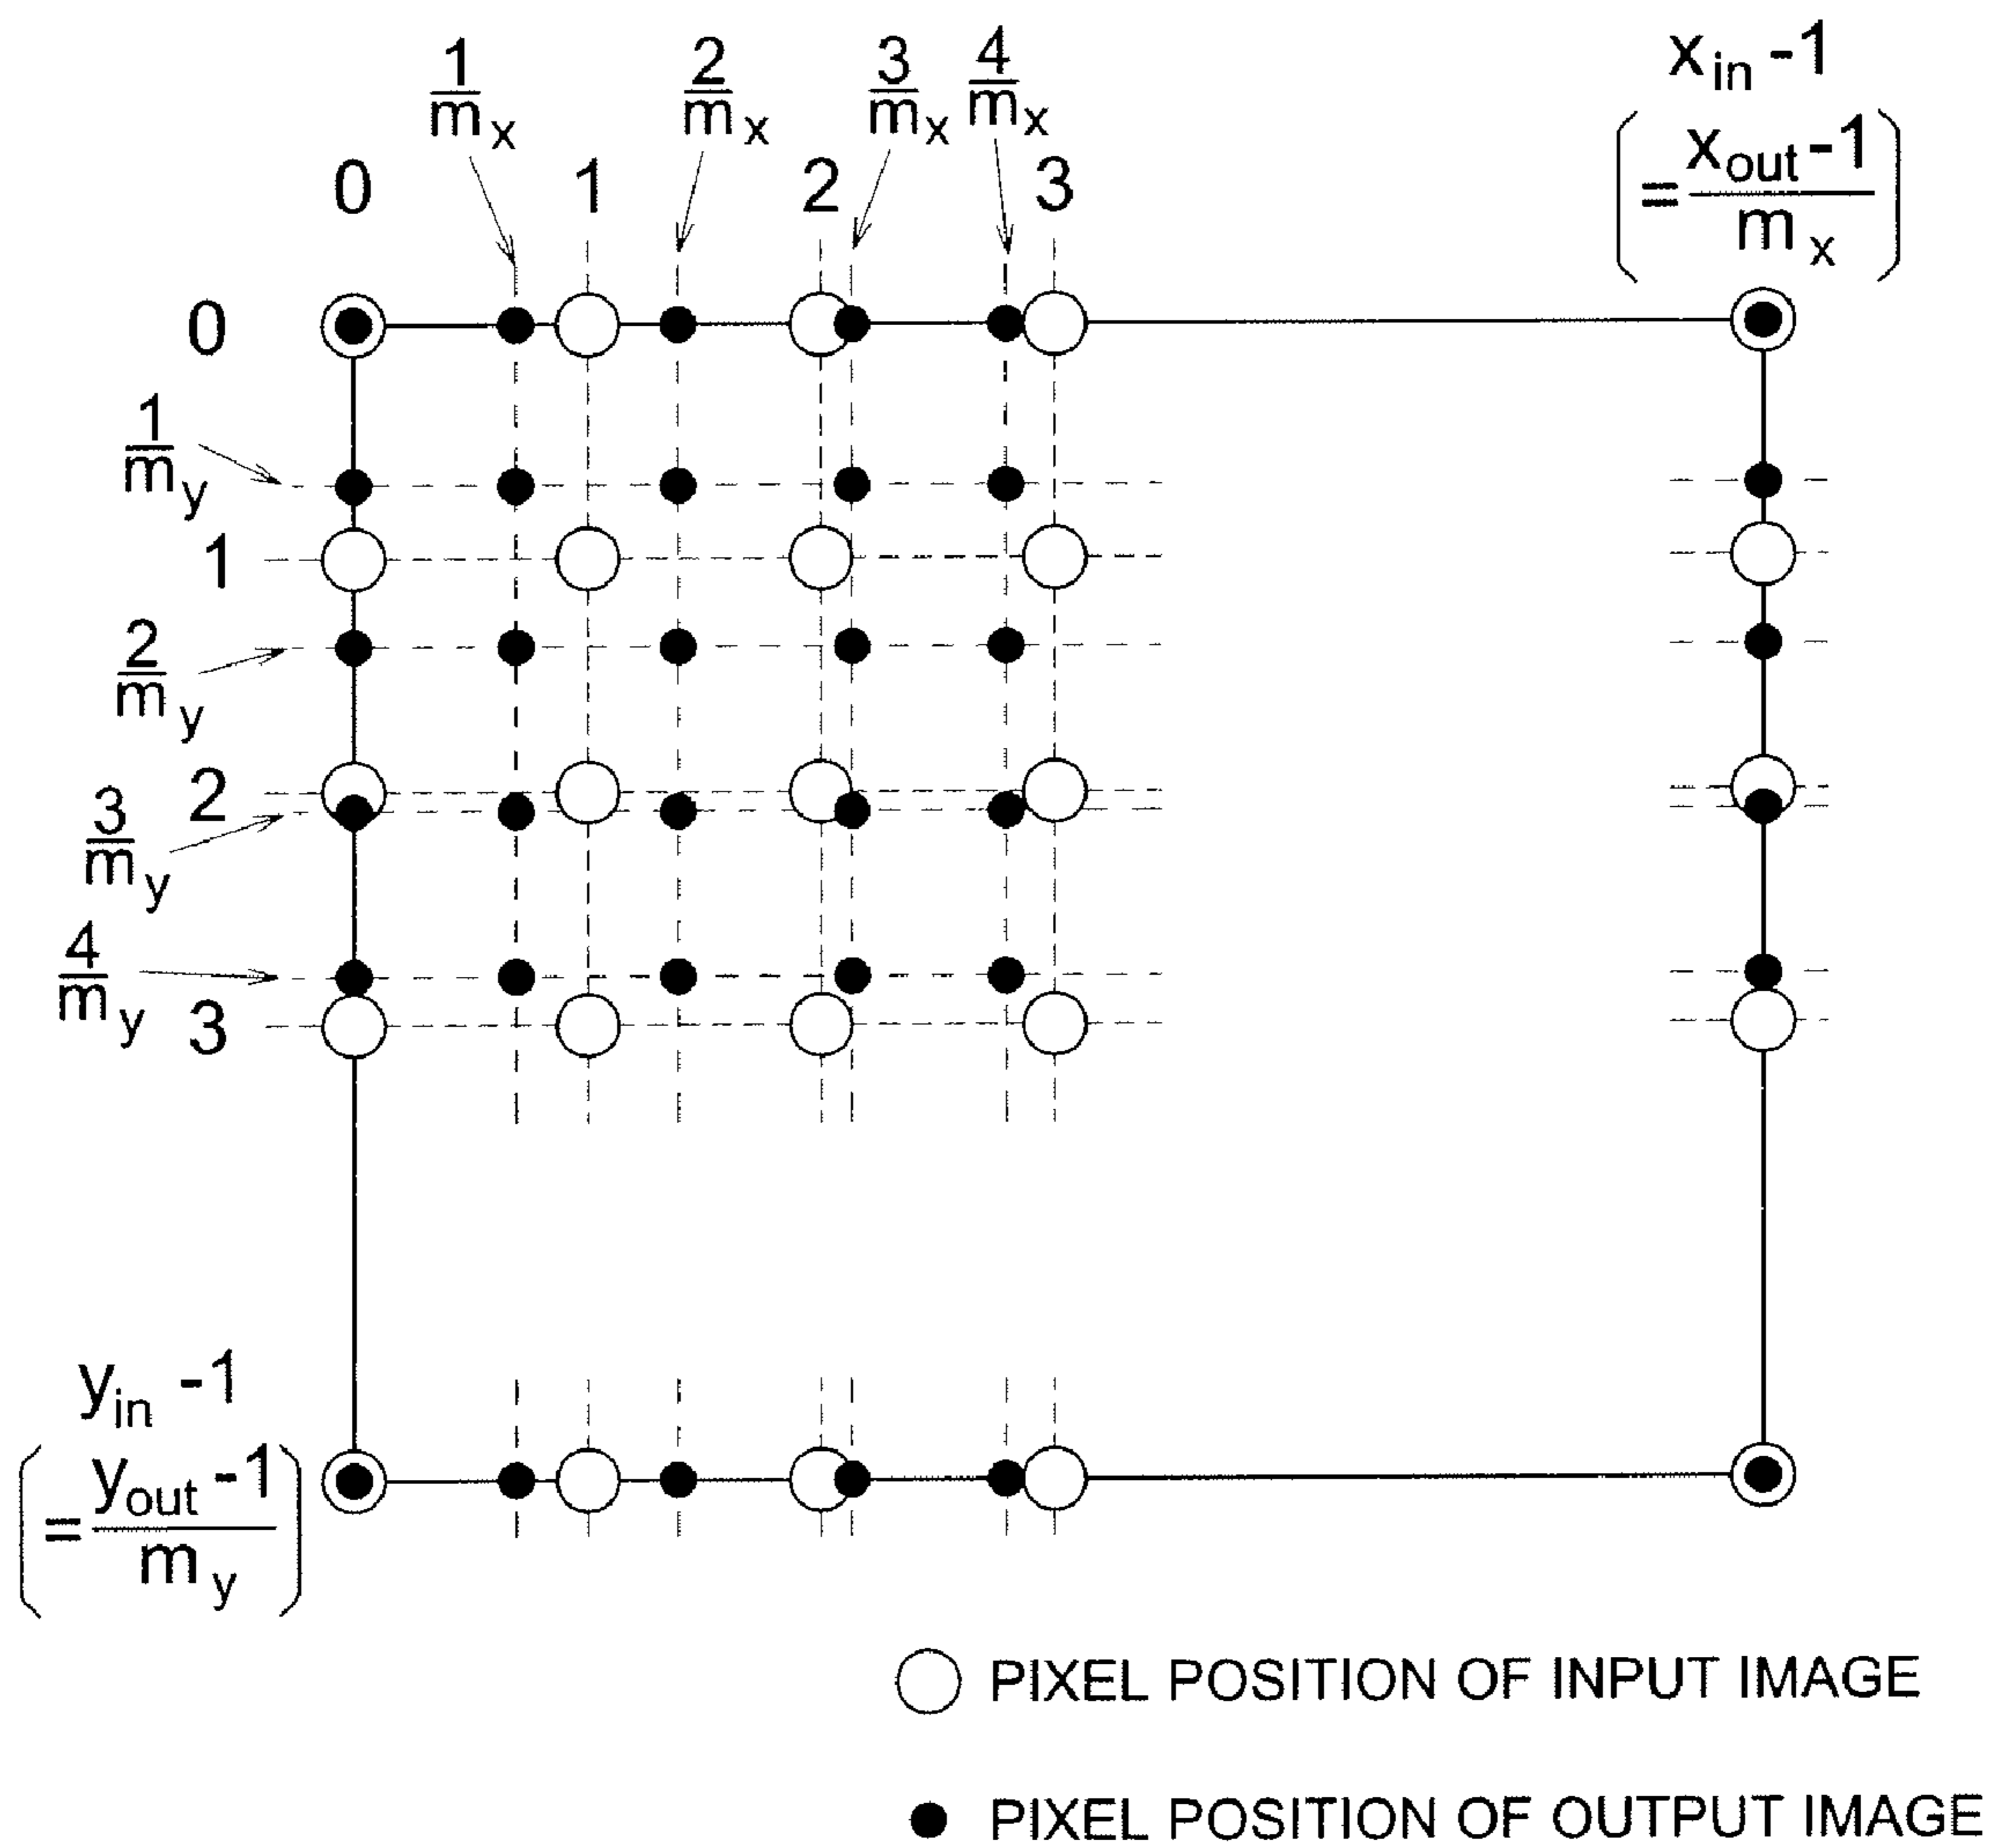 1/m_x 2/m_x 3/m_x 4/m_x
x_in -1
(= x_out -1 / m_x)
0 1 2 3
0
1/m_y
1
2/m_y
2
3/m_y
4/m_y
3
y_in -1
(= y_out -1 / m_y)
PIXEL POSITION OF INPUT IMAGE
PIXEL POSITION OF OUTPUT IMAGE